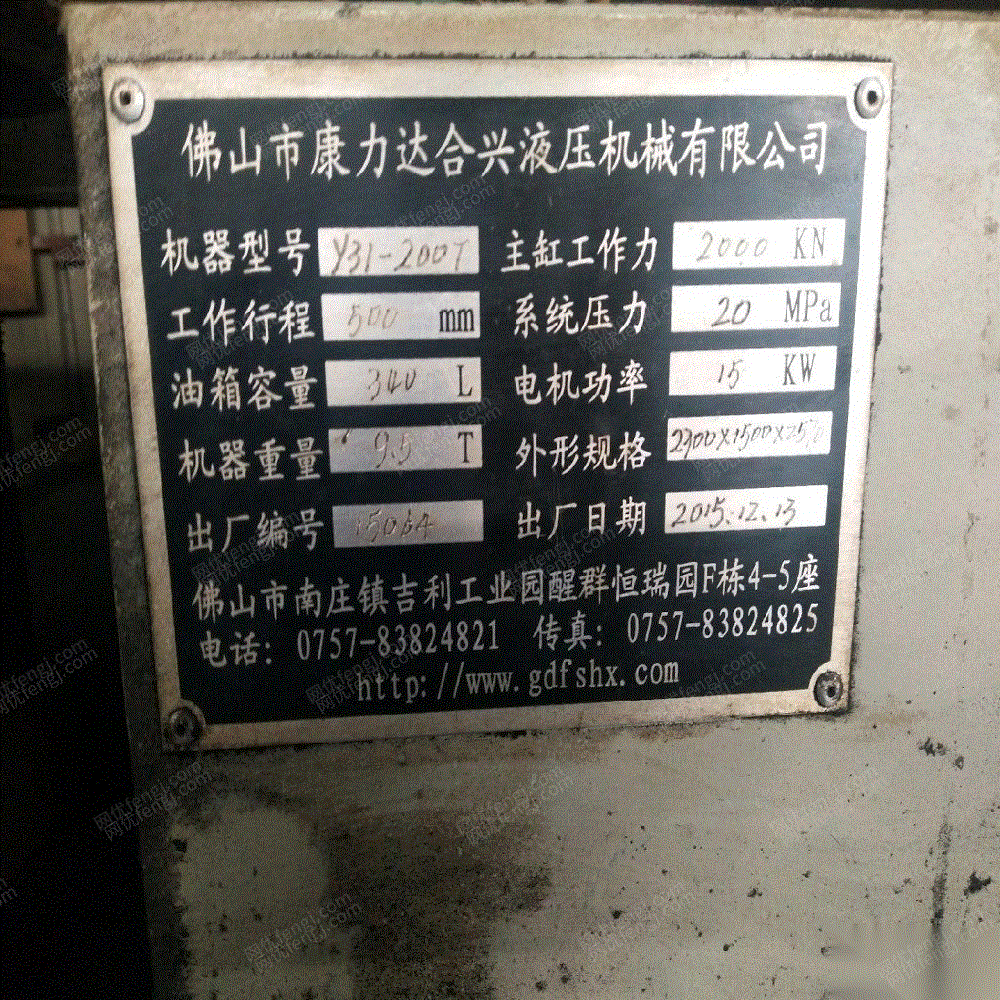 佛山市康力达合兴液压机械有限公司
机器型号 Y31-200T 主缸工作力 2000 KN
工作行程 500 mm 系统压力 20 MPa
油箱容量 340 L 电机功率 15 KW
机器重量 9.5 T 外形规格
出厂编号 出厂日期 2015.12.13
佛山市南庄镇吉利工业园醒群恒瑞园F栋4-5座
电话: 0757-83824821 传真: 0757-83824825
http://www.gdfshx.com